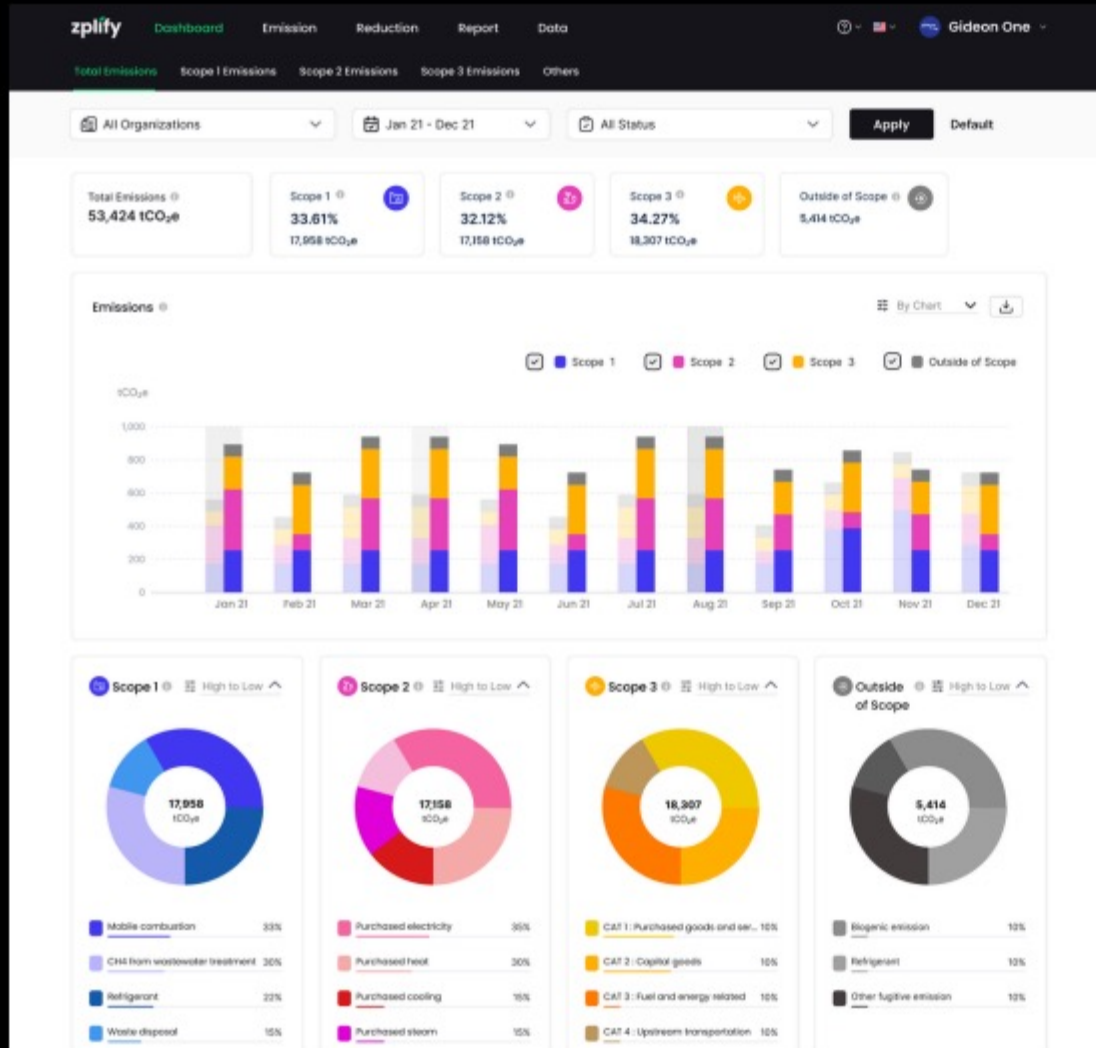 zplify Dashboard Emission Reduction Report Data Gideon One
Total Emissions Scope 1 Emissions Scope 2 Emissions Scope 3 Emissions Others
All Organizations Jan 21 - Dec 21 All Status Apply Default
Total Emissions
53,424 tCO₂e
Scope 1
33.61%
17,958 tCO₂e
Scope 2
32.12%
17,158 tCO₂e
Scope 3
34.27%
18,307 tCO₂e
Outside of Scope
5,414 tCO₂e
Emissions By Chart
Scope 1 Scope 2 Scope 3 Outside of Scope
tCO₂e
1,000
800
600
400
200
0
Jan 21 Feb 21 Mar 21 Apr 21 May 21 Jun 21 Jul 21 Aug 21 Sep 21 Oct 21 Nov 21 Dec 21
Scope 1 High to Low
17,958
tCO₂e
Mobile combustion 33%
CH4 from wastewater treatment 30%
Refrigerant 22%
Waste disposal 15%
Scope 2 High to Low
17,158
tCO₂e
Purchased electricity 35%
Purchased heat 30%
Purchased cooling 15%
Purchased steam 15%
Scope 3 High to Low
18,307
tCO₂e
CAT 1 : Purchased goods and ser... 10%
CAT 2 : Capital goods 10%
CAT 3 : Fuel and energy related 10%
CAT 4 : Upstream transportation 10%
Outside High to Low
of Scope
5,414
tCO₂e
Biogenic emission 10%
Refrigerant 10%
Other fugitive emission 10%